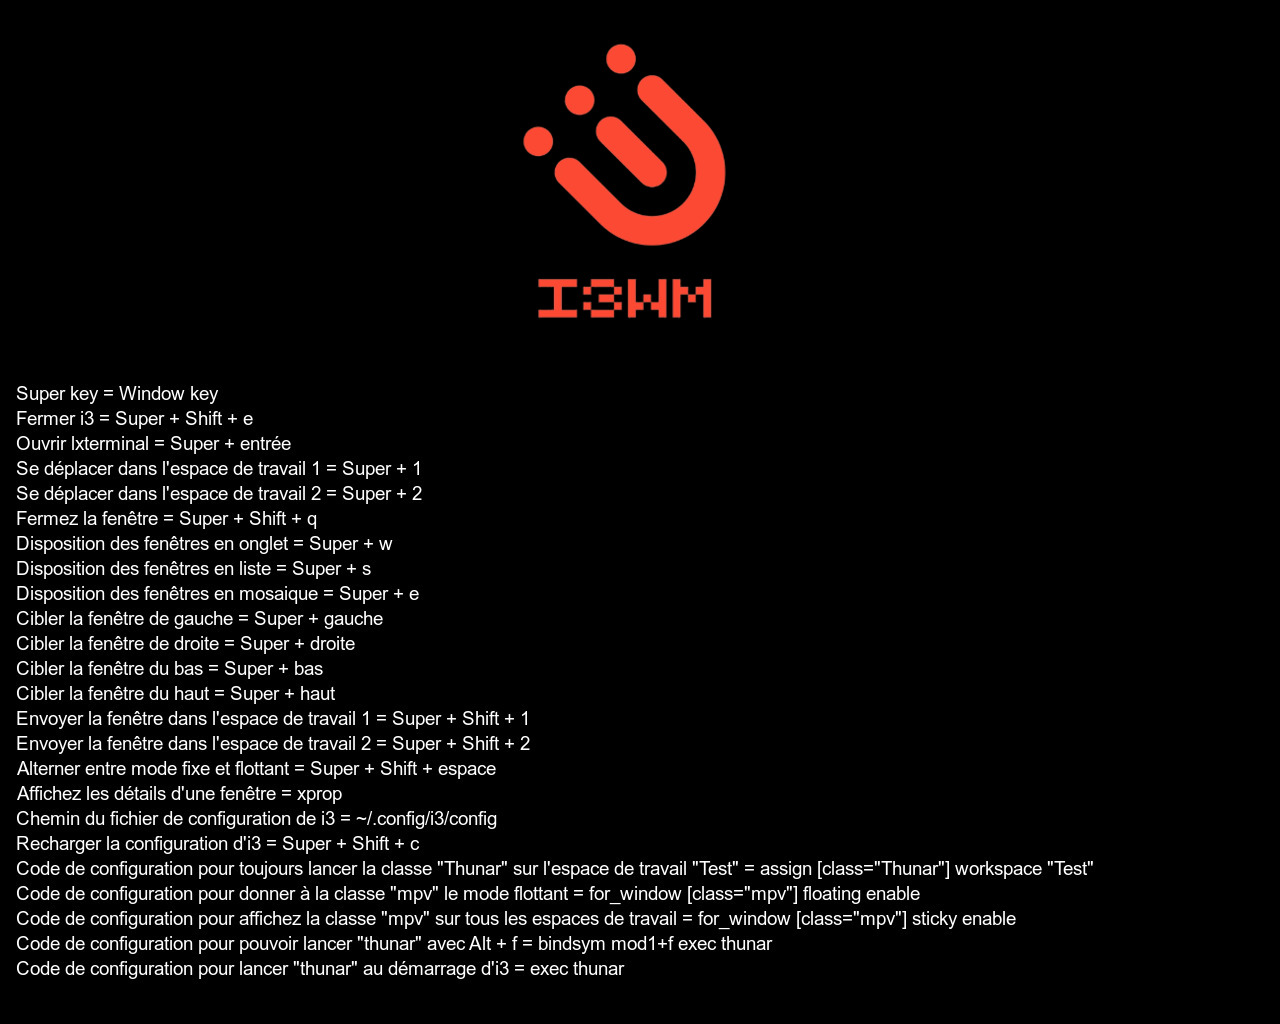 I3WM
Super key = Window key
Fermer i3 = Super + Shift + e
Ouvrir lxterminal = Super + entrée
Se déplacer dans l'espace de travail 1 = Super + 1
Se déplacer dans l'espace de travail 2 = Super + 2
Fermez la fenêtre = Super + Shift + q
Disposition des fenêtres en onglet = Super + w
Disposition des fenêtres en liste = Super + s
Disposition des fenêtres en mosaique = Super + e
Cibler la fenêtre de gauche = Super + gauche
Cibler la fenêtre de droite = Super + droite
Cibler la fenêtre du bas = Super + bas
Cibler la fenêtre du haut = Super + haut
Envoyer la fenêtre dans l'espace de travail 1 = Super + Shift + 1
Envoyer la fenêtre dans l'espace de travail 2 = Super + Shift + 2
Alterner entre mode fixe et flottant = Super + Shift + espace
Affichez les détails d'une fenêtre = xprop
Chemin du fichier de configuration de i3 = ~/.config/i3/config
Recharger la configuration d'i3 = Super + Shift + c
Code de configuration pour toujours lancer la classe "Thunar" sur l'espace de travail "Test" = assign [class="Thunar"] workspace "Test"
Code de configuration pour donner à la classe "mpv" le mode flottant = for_window [class="mpv"] floating enable
Code de configuration pour affichez la classe "mpv" sur tous les espaces de travail = for_window [class="mpv"] sticky enable
Code de configuration pour pouvoir lancer "thunar" avec Alt + f = bindsym mod1+f exec thunar
Code de configuration pour lancer "thunar" au démarrage d'i3 = exec thunar